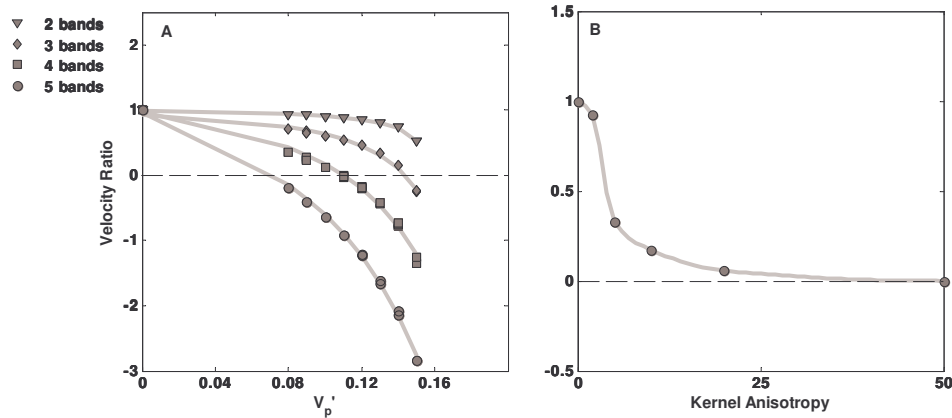 2 bands
3 bands
4 bands
5 bands
A
2
1
0
-1
-2
-3
Velocity Ratio
0
0.04
0.08
0.12
0.16
Vp'
B
1.5
1
0.5
0
-0.5
0
25
50
Kernel Anisotropy